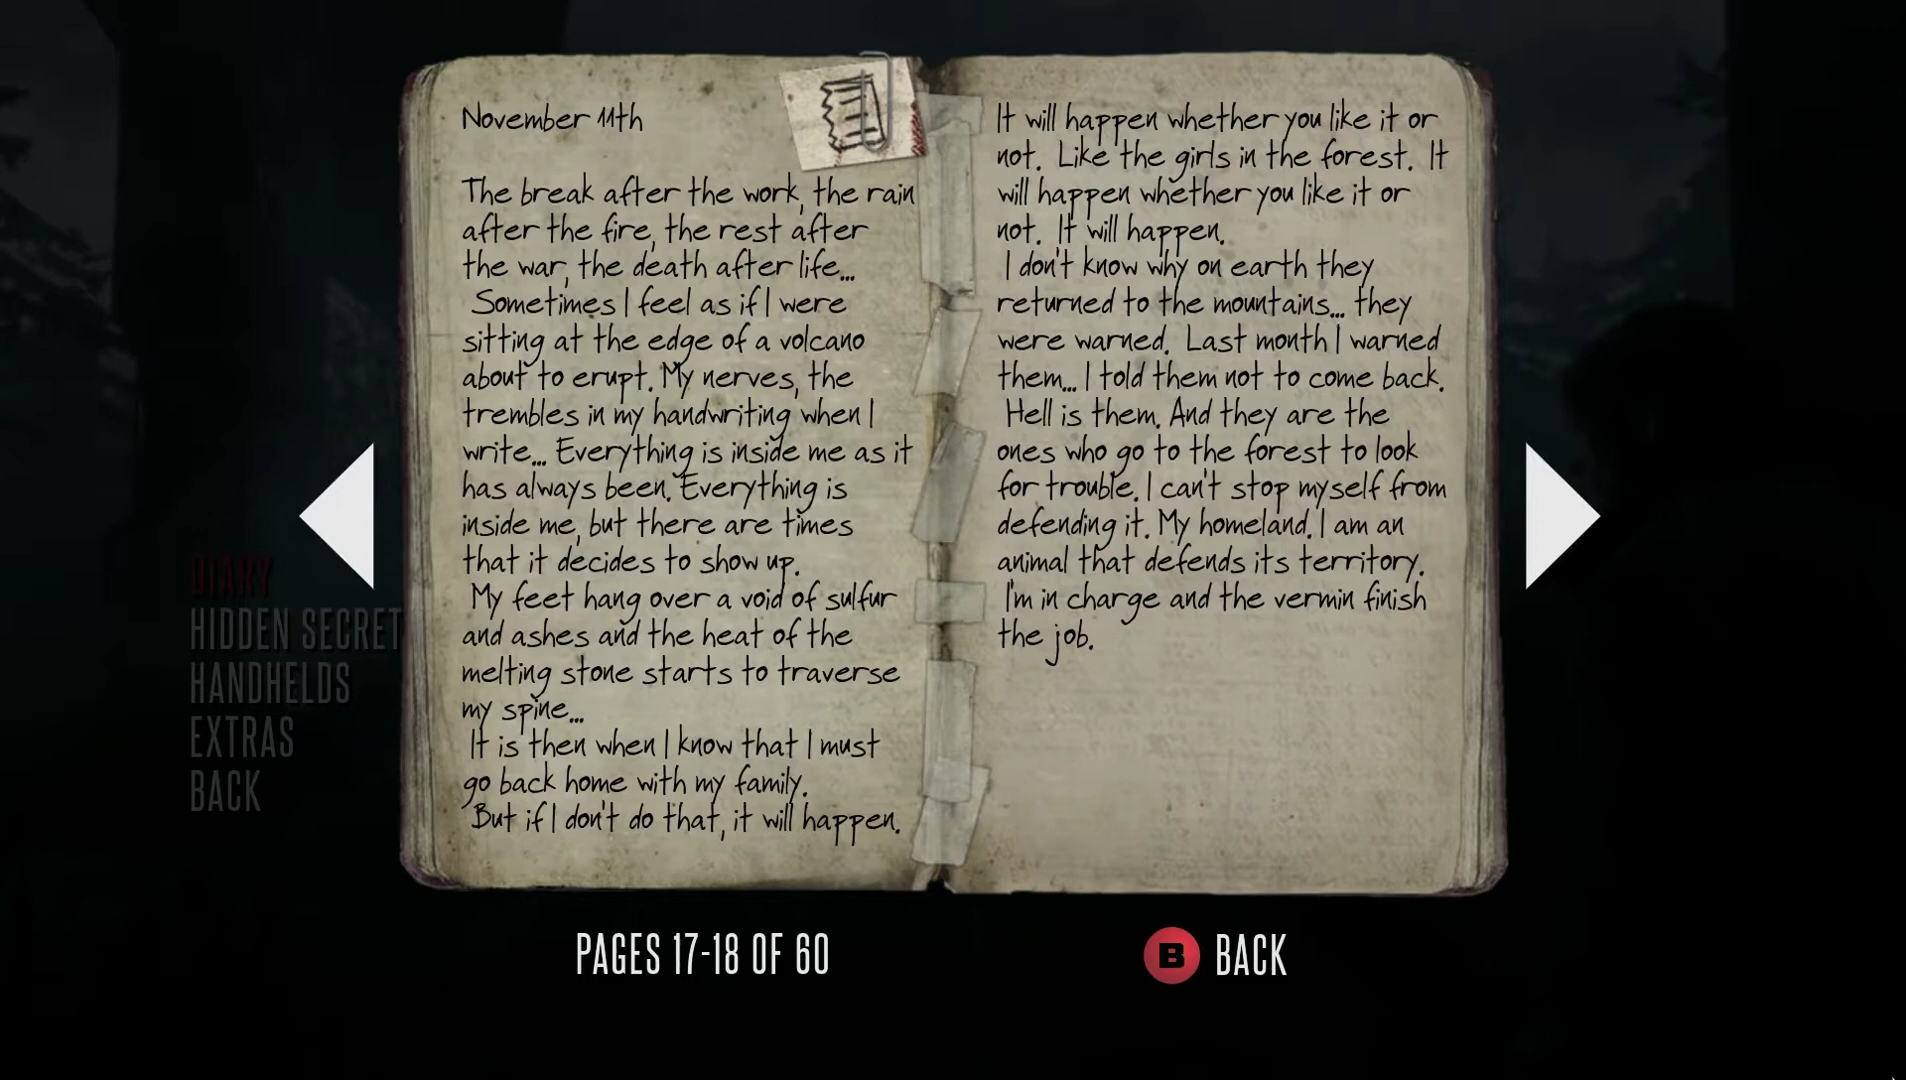 November 11th
The break after the work, the rain
after the fire, the rest after
the war, the death after life...
Sometimes I feel as if I were
sitting at the edge of a volcano
about to erupt. My nerves, the
trembles in my handwriting when I
write... Everything is inside me as it
has always been. Everything is
inside me, but there are times
that it decides to show up.
My feet hang over a void of sulfur
and ashes and the heat of the
melting stone starts to traverse
my spine...
It is then when I know that I must
go back home with my family.
But if I don't do that, it will happen.
It will happen whether you like it or
not. Like the girls in the forest. It
will happen whether you like it or
not. It will happen.
I don't know why on earth they
returned to the mountains... they
were warned. Last month I warned
them... I told them not to come back.
Hell is them. And they are the
ones who go to the forest to look
for trouble. I can't stop myself from
defending it. My homeland. I am an
animal that defends its territory.
I'm in charge and the vermin finish
the job.
DIARY
HIDDEN SECRET
HANDHELDS
EXTRAS
BACK
PAGES 17-18 OF 60
B BACK